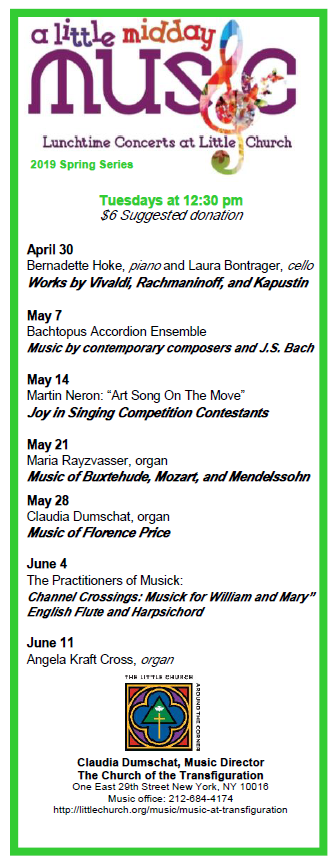 a little midday
MUSIC
Lunchtime Concerts at Little Church
2019 Spring Series
Tuesdays at 12:30 pm
$6 Suggested donation
April 30
Bernadette Hoke, piano and Laura Bontrager, cello
Works by Vivaldi, Rachmaninoff, and Kapustin
May 7
Bachtopus Accordion Ensemble
Music by contemporary composers and J.S. Bach
May 14
Martin Neron: “Art Song On The Move”
Joy in Singing Competition Contestants
May 21
Maria Rayzvasser, organ
Music of Buxtehude, Mozart, and Mendelssohn
May 28
Claudia Dumschat, organ
Music of Florence Price
June 4
The Practitioners of Musick:
Channel Crossings: Musick for William and Mary”
English Flute and Harpsichord
June 11
Angela Kraft Cross, organ
THE LITTLE CHURCH
AROUND THE CORNER
Claudia Dumschat, Music Director
The Church of the Transfiguration
One East 29th Street New York, NY 10016
Music office: 212-684-4174
http://littlechurch.org/music/music-at-transfiguration